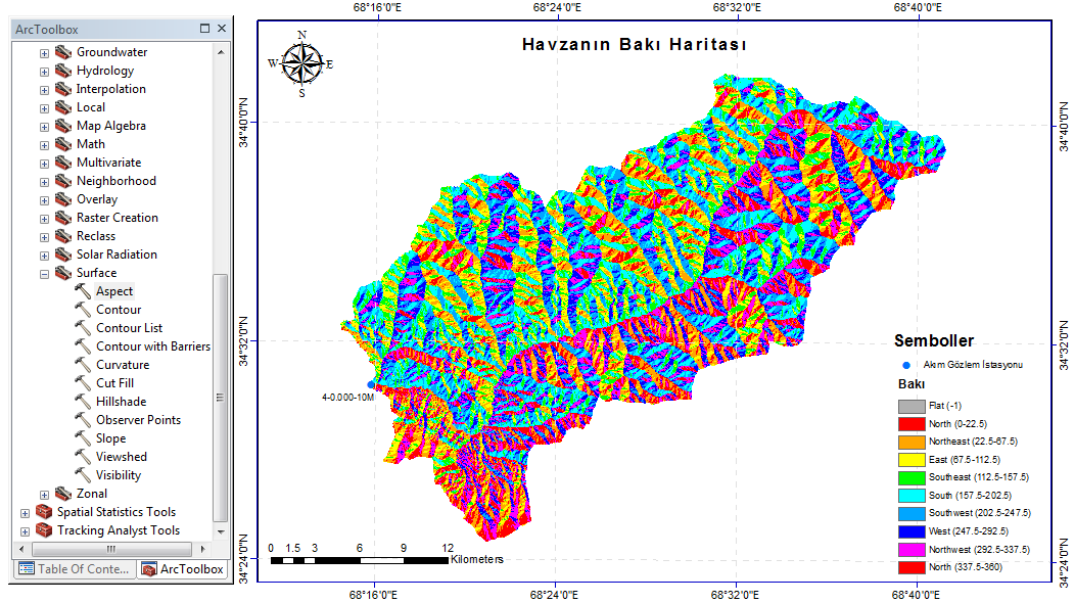 ArcToolbox
Groundwater
Hydrology
Interpolation
Local
Map Algebra
Math
Multivariate
Neighborhood
Overlay
Raster Creation
Reclass
Solar Radiation
Surface
Aspect
Contour
Contour List
Contour with Barriers
Curvature
Cut Fill
Hillshade
Observer Points
Slope
Viewshed
Visibility
Zonal
Spatial Statistics Tools
Tracking Analyst Tools
Table Of Conte...
ArcToolbox
68°16'0"E
68°24'0"E
68°32'0"E
68°40'0"E
Havzanın Bakı Haritası
N
W
E
S
34°40'0"N
34°40'0"N
34°32'0"N
34°32'0"N
4-0.000-10M
Semboller
Akım Gözlem İstasyonu
Bakı
Flat (-1)
North (0-22.5)
Northeast (22.5-67.5)
East (67.5-112.5)
Southeast (112.5-157.5)
South (157.5-202.5)
Southwest (202.5-247.5)
West (247.5-292.5)
Northwest (292.5-337.5)
North (337.5-360)
0 1.5 3 6 9 12
Kilometers
34°24'0"N
34°24'0"N
68°16'0"E
68°24'0"E
68°32'0"E
68°40'0"E